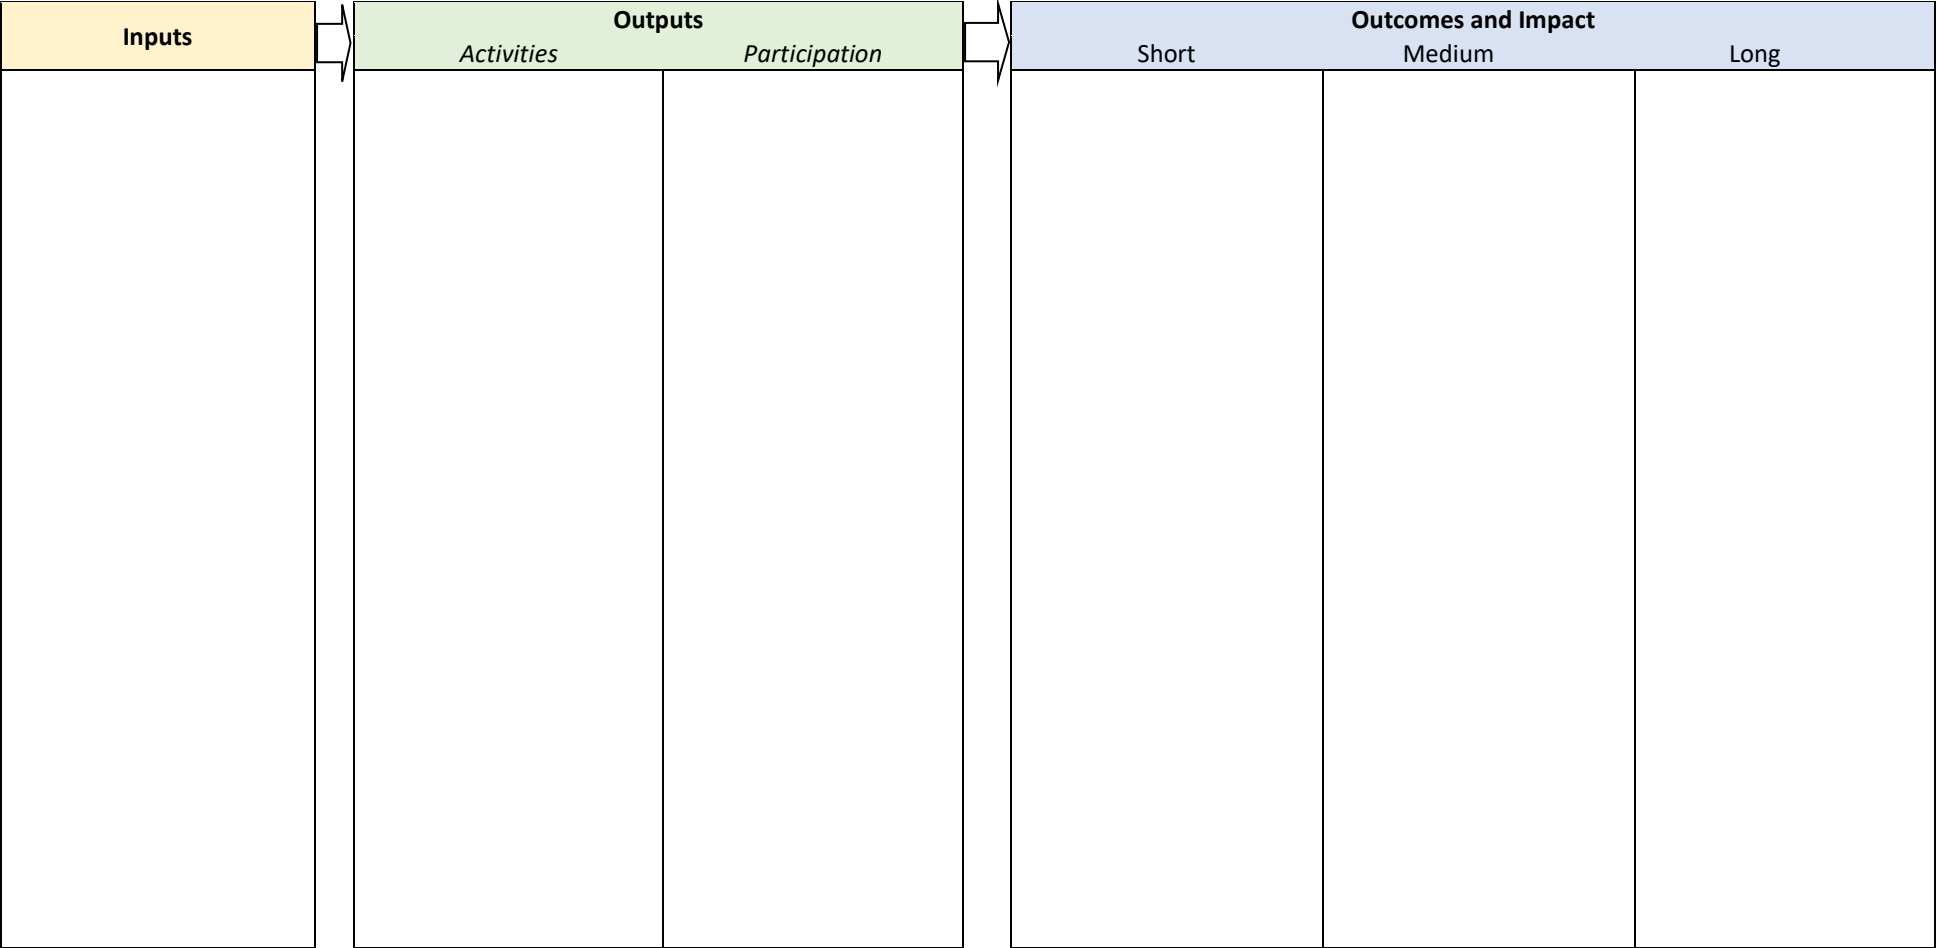 Inputs
Outputs
Activities Participation
Outcomes and Impact
Short Medium Long